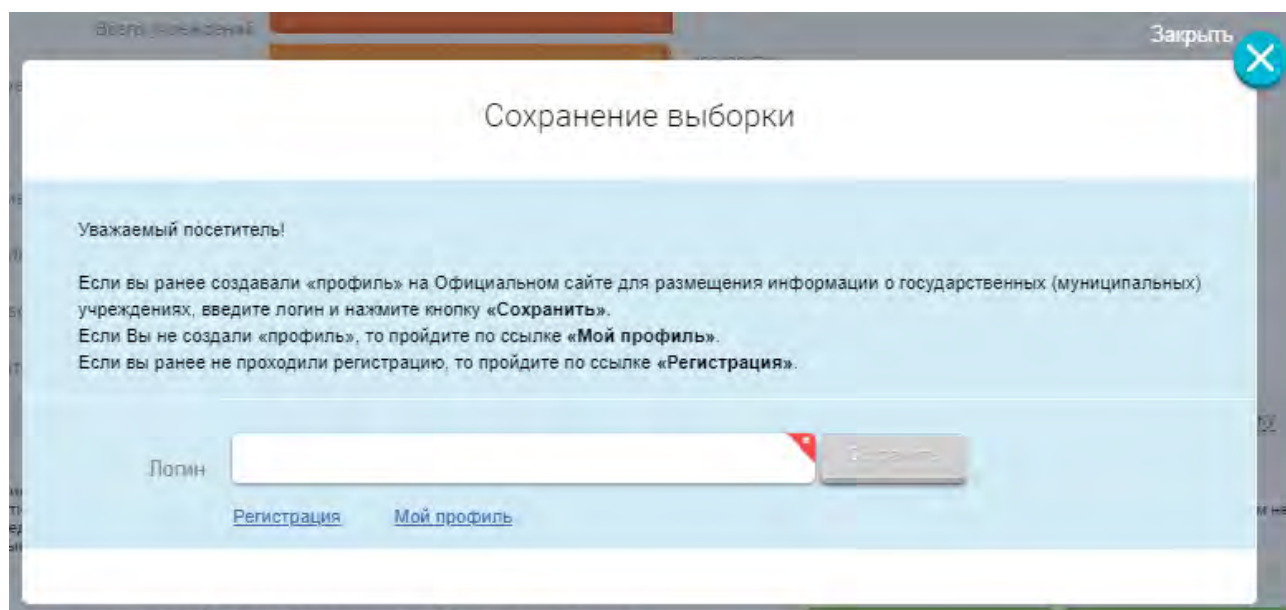 Закрыть
Сохранение выборки
Уважаемый посетитель!
Если вы ранее создавали «профиль» на Официальном сайте для размещения информации о государственных (муниципальных)
учреждениях, введите логин и нажмите кнопку «Сохранить».
Если Вы не создали «профиль», то пройдите по ссылке «Мой профиль».
Если вы ранее не проходили регистрацию, то пройдите по ссылке «Регистрация».
Логин
Сохранить
Регистрация Мой профиль